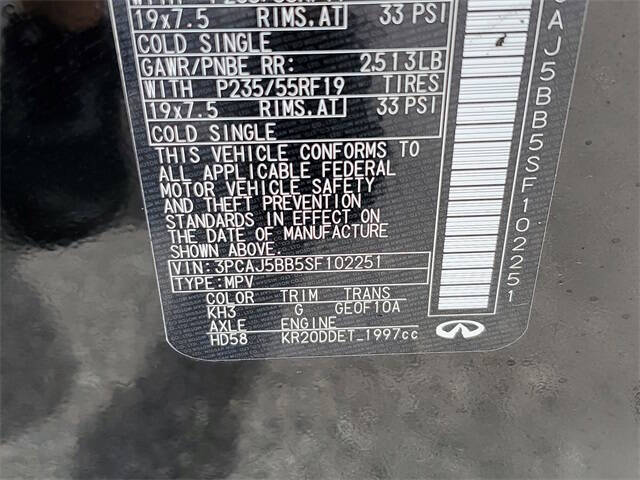 19x7.5 RIMS.AT 33 PSI
COLD SINGLE
GAWR/PNBE RR: 2513LB
WITH P235/55RF19 TIRES
19x7.5 RIMS.AT 33 PSI
COLD SINGLE
THIS VEHICLE CONFORMS TO
ALL APPLICABLE FEDERAL
MOTOR VEHICLE SAFETY
AND THEFT PREVENTION
STANDARDS IN EFFECT ON
THE DATE OF MANUFACTURE
SHOWN ABOVE.
VIN: 3PCAJ5BB5SF102251
TYPE: MPV
COLOR TRIM TRANS
KH3 G GE0F10A
AXLE ENGINE
HD58 KR20DDET_1997cc
AJ5BB5SF102251